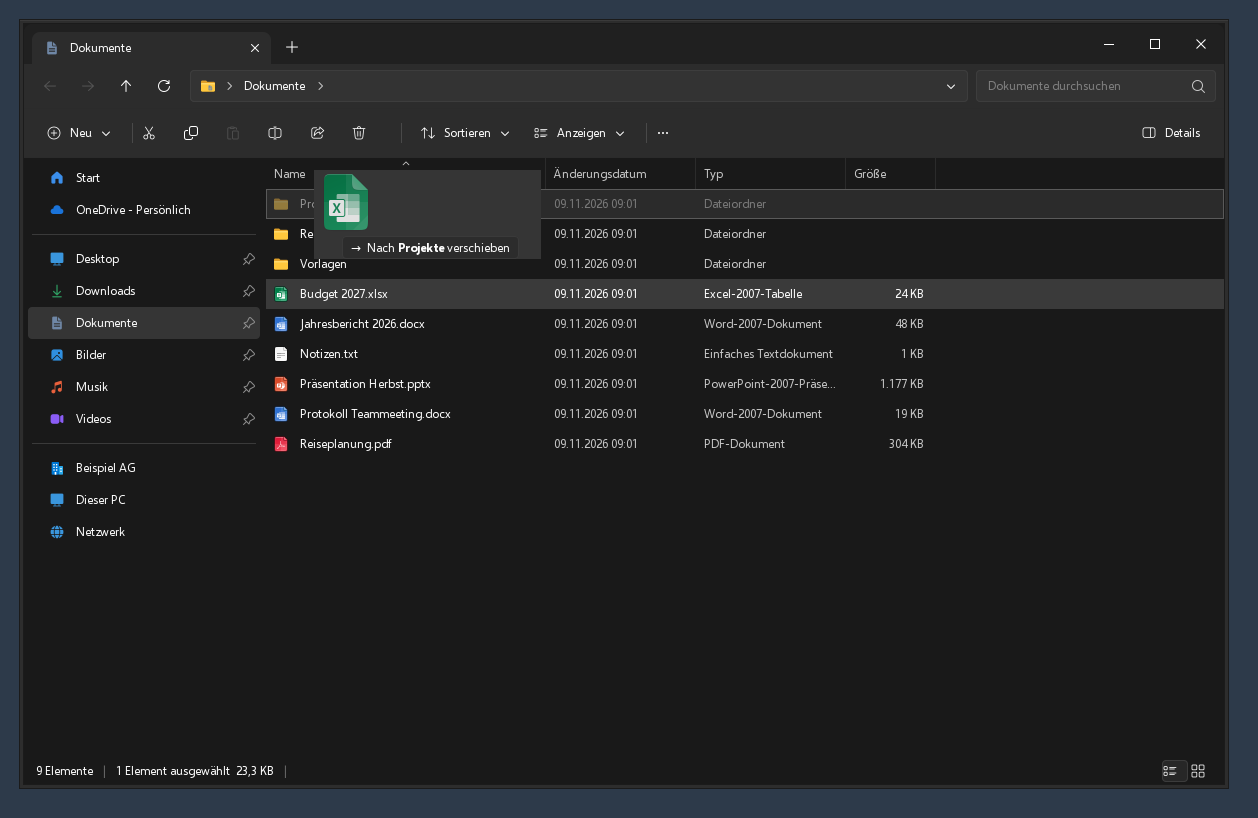 Dokumente
Dokumente
Dokumente durchsuchen
Neu
Sortieren
Anzeigen
Details
Start
OneDrive - Persönlich
Desktop
Downloads
Dokumente
Bilder
Musik
Videos
Beispiel AG
Dieser PC
Netzwerk
Name Änderungsdatum Typ Größe
09.11.2026 09:01 Dateiordner
09.11.2026 09:01 Dateiordner
→ Nach Projekte verschieben
Vorlagen 09.11.2026 09:01 Dateiordner
Budget 2027.xlsx 09.11.2026 09:01 Excel-2007-Tabelle 24 KB
Jahresbericht 2026.docx 09.11.2026 09:01 Word-2007-Dokument 48 KB
Notizen.txt 09.11.2026 09:01 Einfaches Textdokument 1 KB
Präsentation Herbst.pptx 09.11.2026 09:01 PowerPoint-2007-Präse... 1.177 KB
Protokoll Teammeeting.docx 09.11.2026 09:01 Word-2007-Dokument 19 KB
Reiseplanung.pdf 09.11.2026 09:01 PDF-Dokument 304 KB
9 Elemente 1 Element ausgewählt 23,3 KB